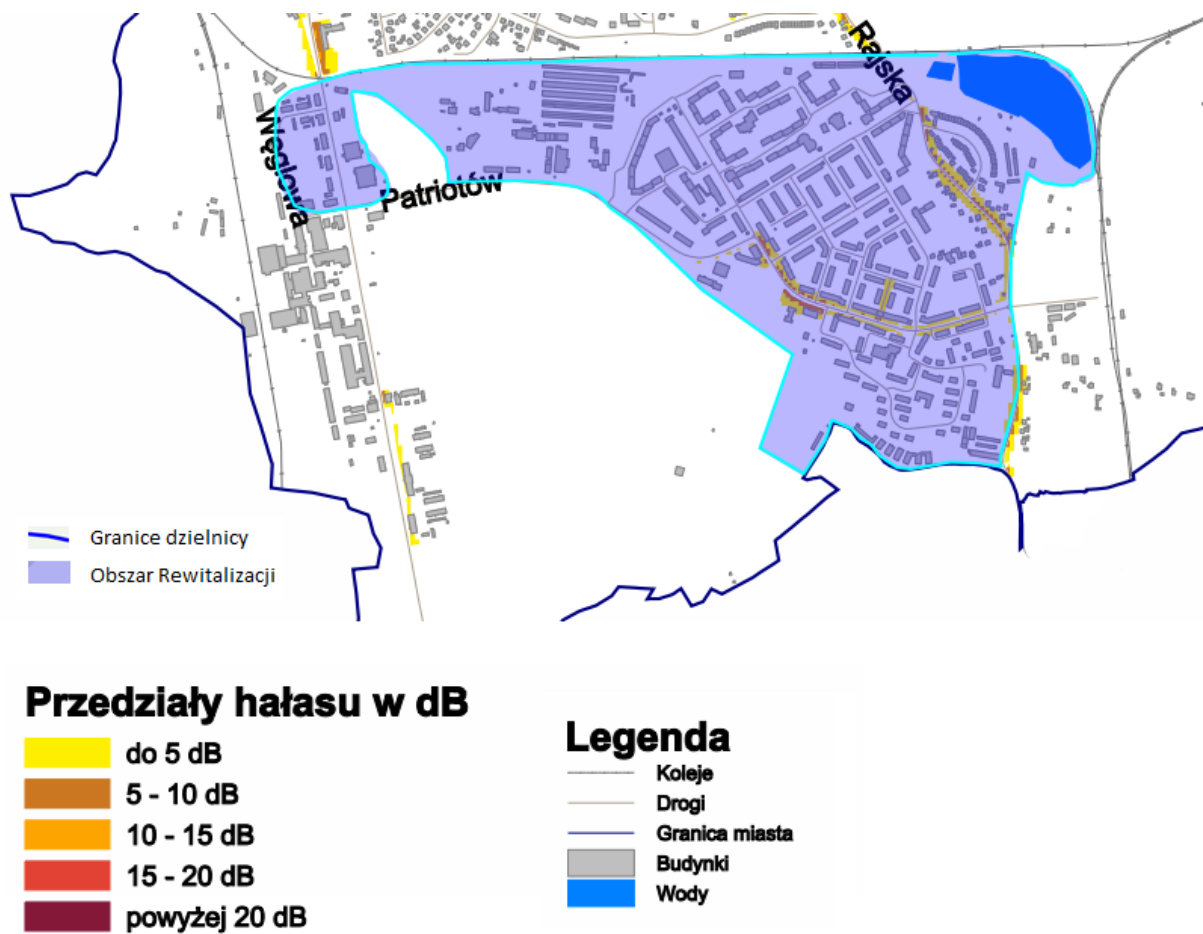 Rajska
Węglowa
Patriotów
Granice dzielnicy
Obszar Rewitalizacji
Przedziały hałasu w dB
do 5 dB
5 - 10 dB
10 - 15 dB
15 - 20 dB
powyżej 20 dB
Legenda
Koleje
Drogi
Granica miasta
Budynki
Wody